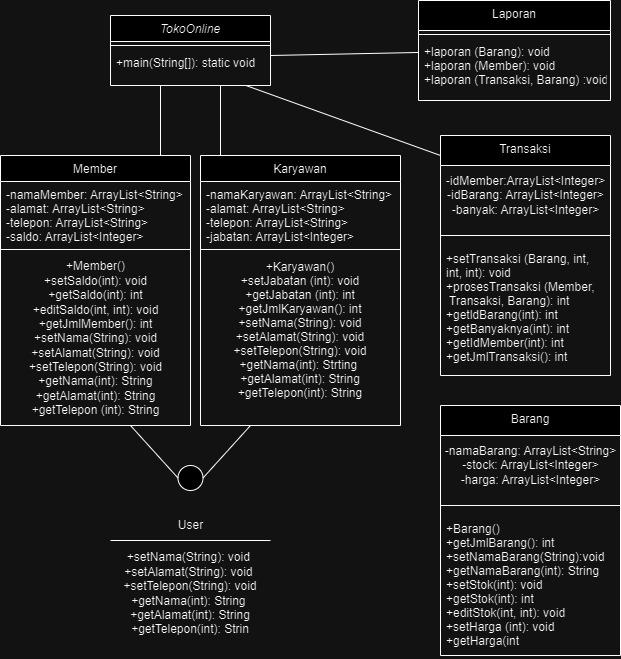 TokoOnline
+main(String[]): static void
Laporan
+laporan (Barang): void
+laporan (Member): void
+laporan (Transaksi, Barang) :void
Member
-namaMember: ArrayList<String>
-alamat: ArrayList<String>
-telepon: ArrayList<String>
-saldo: ArrayList<Integer>
+Member()
+setSaldo(int): void
+getSaldo(int): int
+editSaldo(int, int): void
+getJmlMember(): int
+setNama(String): void
+setAlamat(String): void
+setTelepon(String): void
+getNama(int): String
+getAlamat(int): String
+getTelepon (int): String
Karyawan
-namaKaryawan: ArrayList<String>
-alamat: ArrayList<String>
-telepon: ArrayList<String>
-jabatan: ArrayList<Integer>
+Karyawan()
+setJabatan (int): void
+getJabatan (int): int
+getJmlKaryawan(): int
+setNama(String): void
+setAlamat(String): void
+setTelepon(String): void
+getNama(int): Strting
+getAlamat(int): String
+getTelepon(int): String
Transaksi
-idMember:ArrayList<Integer>
-idBarang: ArrayList<Integer>
-banyak: ArrayList<Integer>
+setTransaksi (Barang, int,
int, int): void
+prosesTransaksi (Member,
Transaksi, Barang): int
+getIdBarang(int): int
+getBanyaknya(int): int
+getIdMember(int): int
+getJmlTransaksi(): int
Barang
-namaBarang: ArrayList<String>
-stock: ArrayList<Integer>
-harga: ArrayList<Integer>
+Barang()
+getJmlBarang(): int
+setNamaBarang(String):void
+getNamaBarang(int): String
+setStok(int): void
+getStok(int): int
+editStok(int, int): void
+setHarga (int): void
+getHarga(int
User
+setNama(String): void
+setAlamat(String): void
+setTelepon(String): void
+getNama(int): String
+getAlamat(int): String
+getTelepon(int): Strin